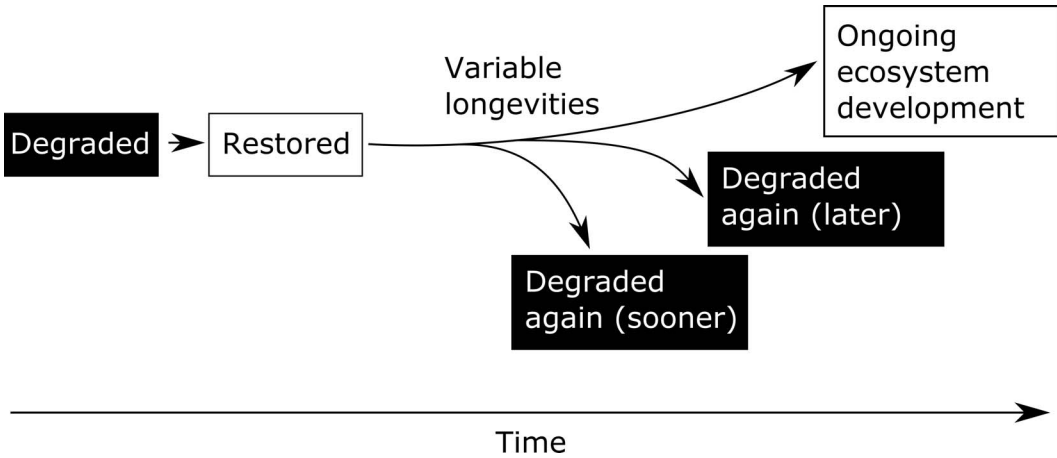 Degraded
Restored
Variable
longevities
Ongoing
ecosystem
development
Degraded
again (later)
Degraded
again (sooner)
Time